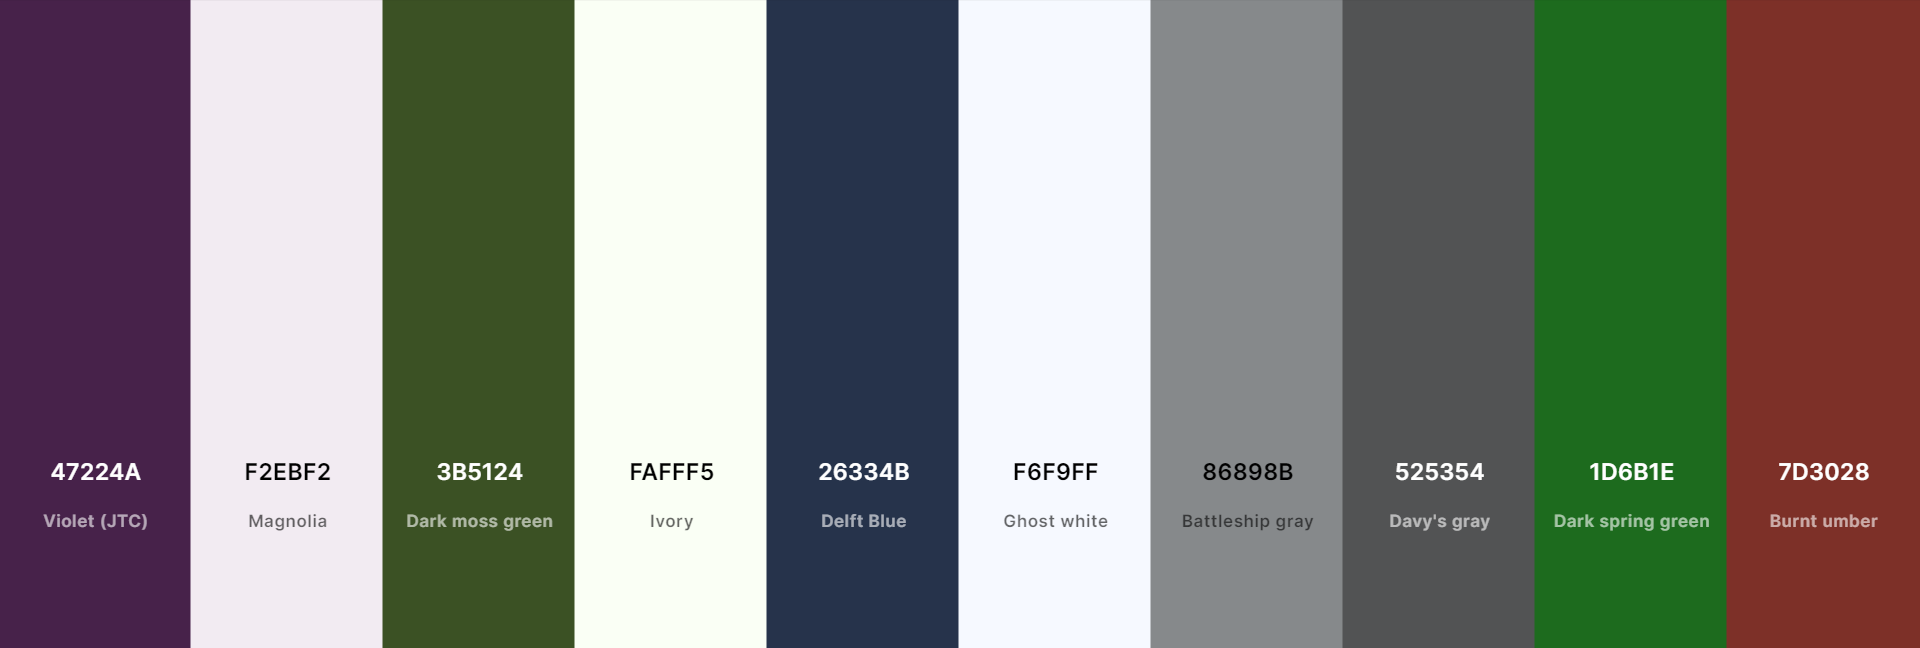 47224A
Violet (JTC)
F2EBF2
Magnolia
3B5124
Dark moss green
FAFFF5
Ivory
26334B
Delft Blue
F6F9FF
Ghost white
86898B
Battleship gray
525354
Davy's gray
1D6B1E
Dark spring green
7D3028
Burnt umber